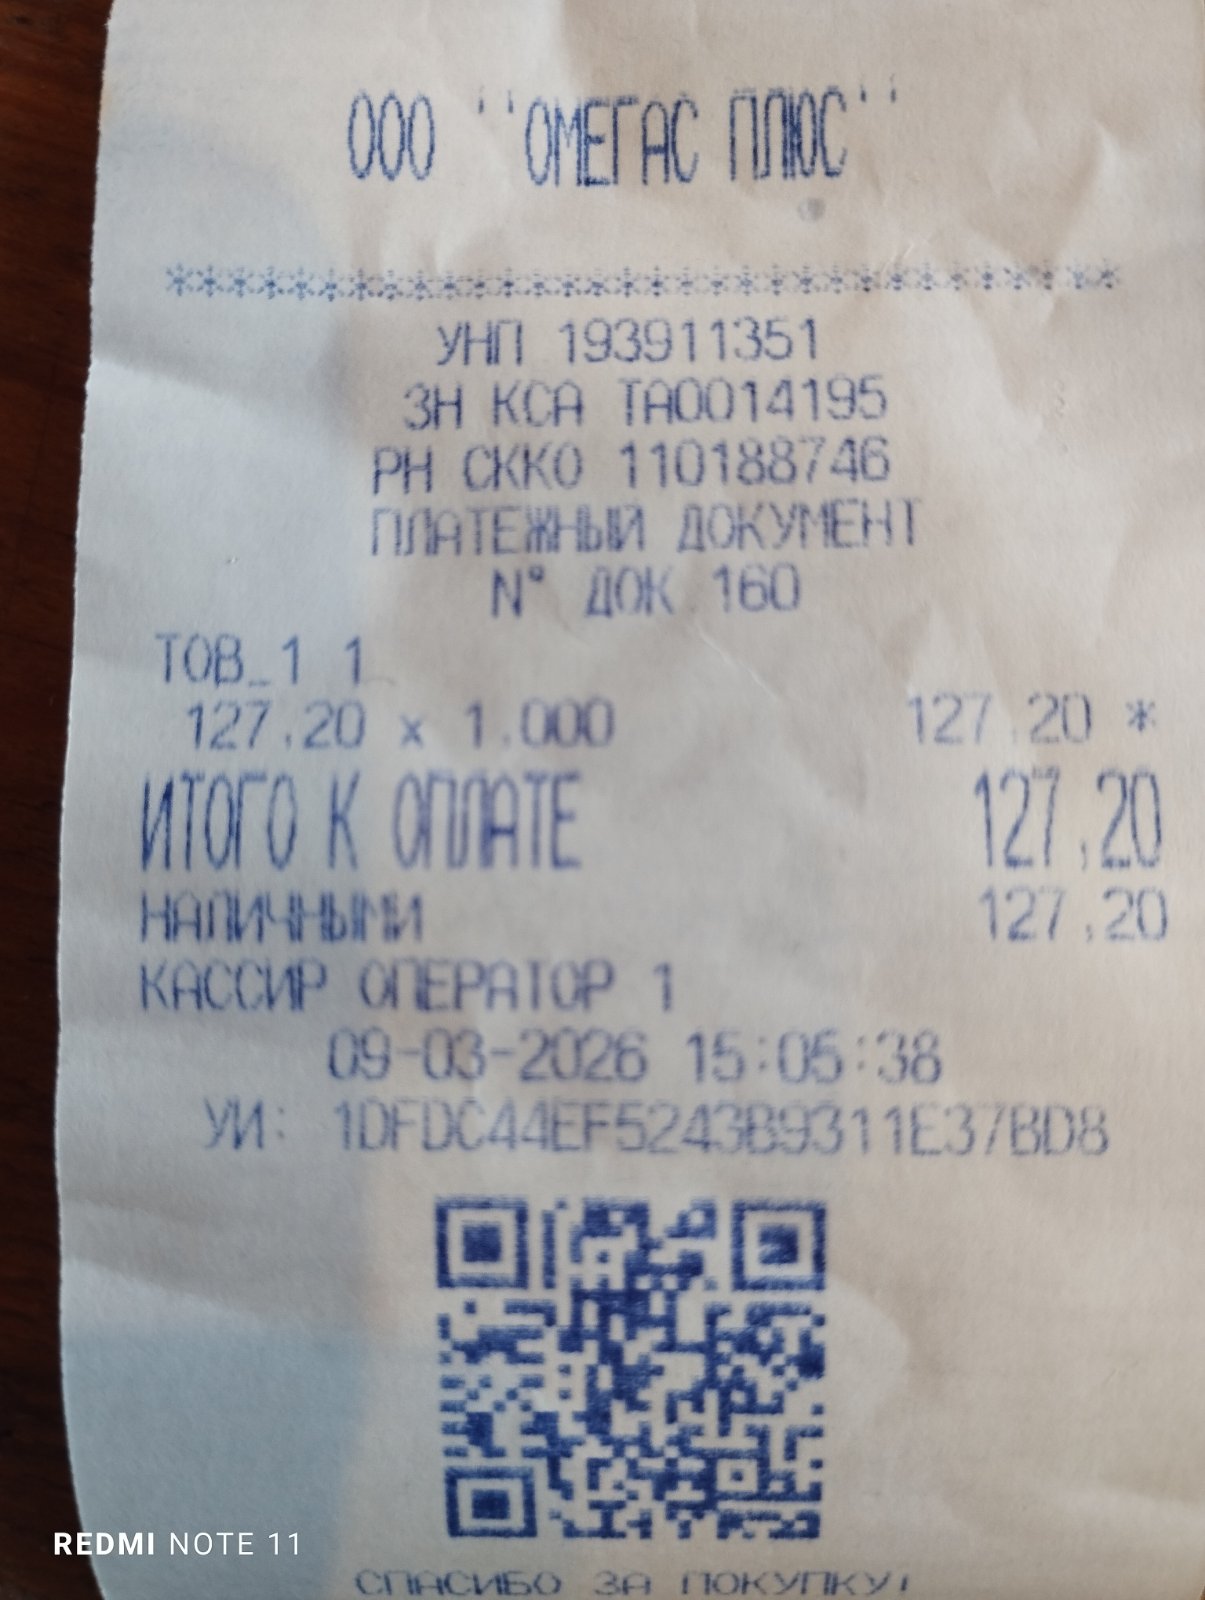 ООО ''ОМЕГАС ПЛЮС''
********************************
УНП 193911351
ЗН КСА ТА0014195
РН СККО 110188746
ПЛАТЕЖНЫЙ ДОКУМЕНТ
N° ДОК 160
ТОВ_1 1
127.20 x 1.000 127.20 *
ИТОГО К ОПЛАТЕ 127.20
НАЛИЧНЫМИ 127.20
КАССИР ОПЕРАТОР 1
09-03-2026 15:05:38
УИ: 1DFDC44EF5243B9311E37BD8
СПАСИБО ЗА ПОКУПКУ!
REDMI NOTE 11